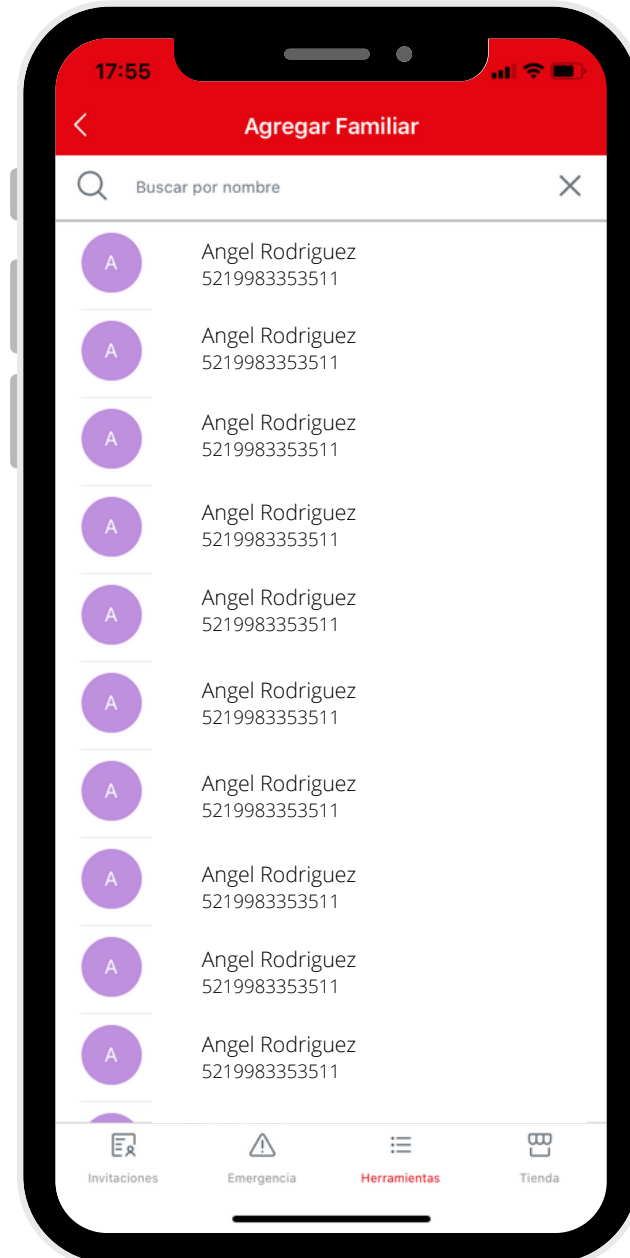 17:55
Agregar Familiar
Buscar por nombre
A
Angel Rodriguez
5219983353511
A
Angel Rodriguez
5219983353511
A
Angel Rodriguez
5219983353511
A
Angel Rodriguez
5219983353511
A
Angel Rodriguez
5219983353511
A
Angel Rodriguez
5219983353511
A
Angel Rodriguez
5219983353511
A
Angel Rodriguez
5219983353511
A
Angel Rodriguez
5219983353511
A
Angel Rodriguez
5219983353511
Invitaciones Emergencia Herramientas Tienda